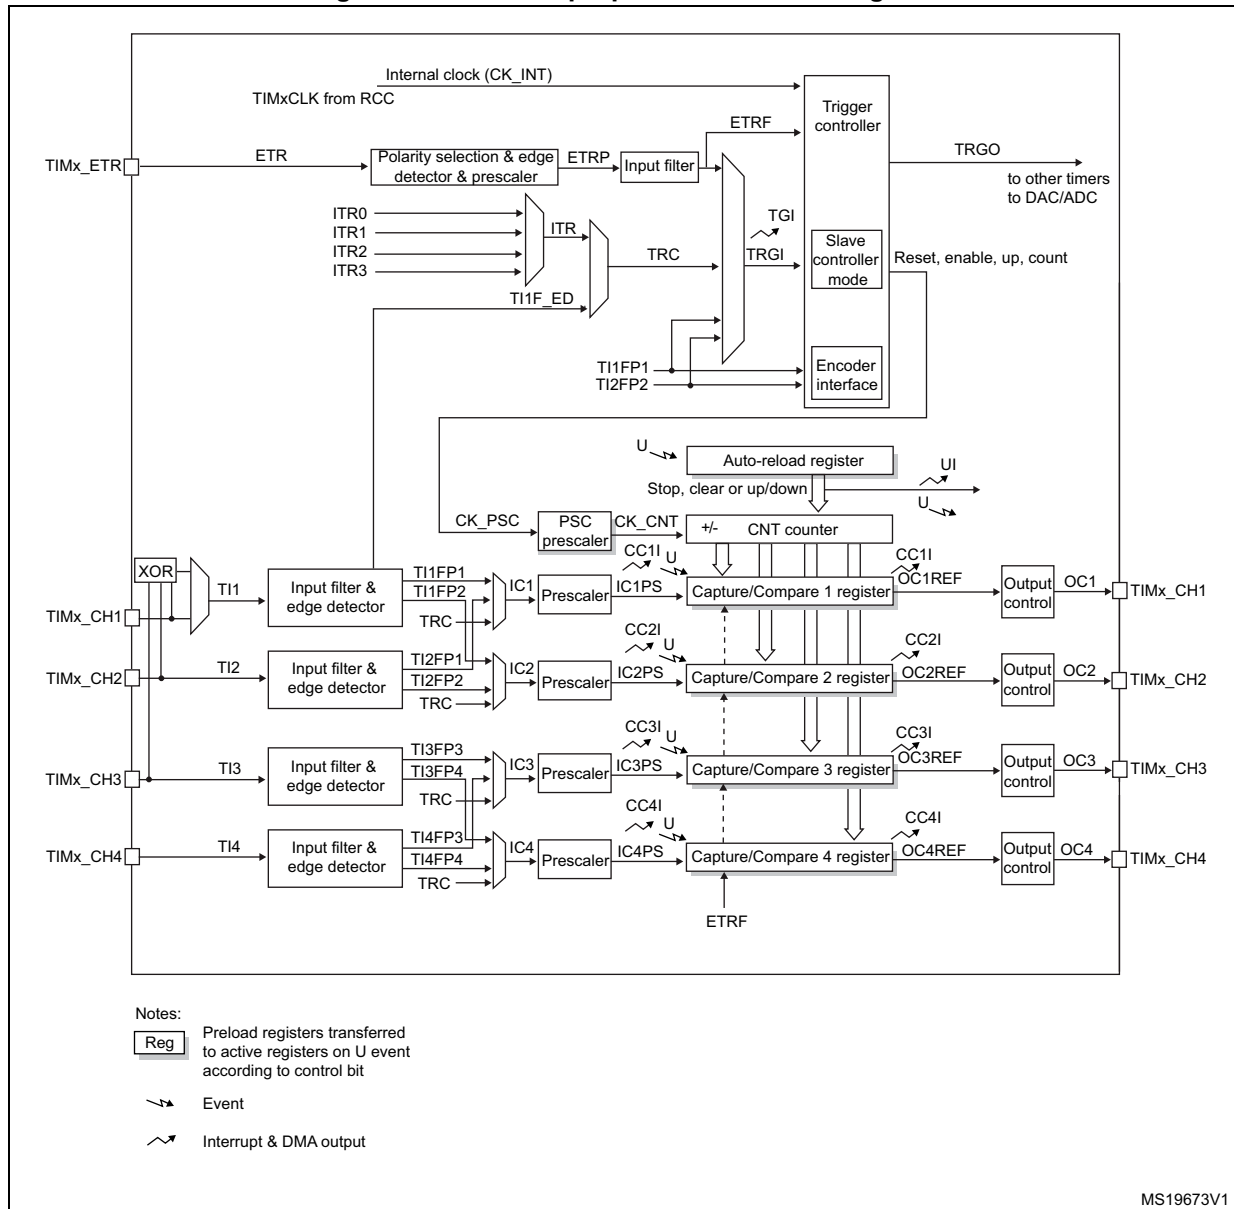 Internal clock (CK_INT)
TIMxCLK from RCC
Trigger
controller
ETRF
TIMx_ETR
ETR
Polarity selection & edge
detector & prescaler
ETRP
Input filter
TRGO
to other timers
to DAC/ADC
ITR0
ITR1
ITR2
ITR3
ITR
TI1F_ED
TRC
TGI
TRGI
Slave
controller
mode
Reset, enable, up, count
TI1FP1
TI2FP2
Encoder
interface
U
Auto-reload register
Stop, clear or up/down
UI
U
CK_PSC
PSC
prescaler
CK_CNT
+/-
CNT counter
XOR
TIMx_CH1
TI1
Input filter &
edge detector
TI1FP1
TI1FP2
TRC
IC1
Prescaler
CC1I
U
IC1PS
Capture/Compare 1 register
CC1I
OC1REF
Output
control
OC1
TIMx_CH1
TIMx_CH2
TI2
Input filter &
edge detector
TI2FP1
TI2FP2
TRC
IC2
Prescaler
CC2I
U
IC2PS
Capture/Compare 2 register
CC2I
OC2REF
Output
control
OC2
TIMx_CH2
TIMx_CH3
TI3
Input filter &
edge detector
TI3FP3
TI3FP4
TRC
IC3
Prescaler
CC3I
U
IC3PS
Capture/Compare 3 register
CC3I
OC3REF
Output
control
OC3
TIMx_CH3
TIMx_CH4
TI4
Input filter &
edge detector
TI4FP3
TI4FP4
TRC
IC4
Prescaler
CC4I
U
IC4PS
Capture/Compare 4 register
CC4I
OC4REF
Output
control
OC4
TIMx_CH4
ETRF
Notes:
Reg
Preload registers transferred
to active registers on U event
according to control bit
Event
Interrupt & DMA output
MS19673V1